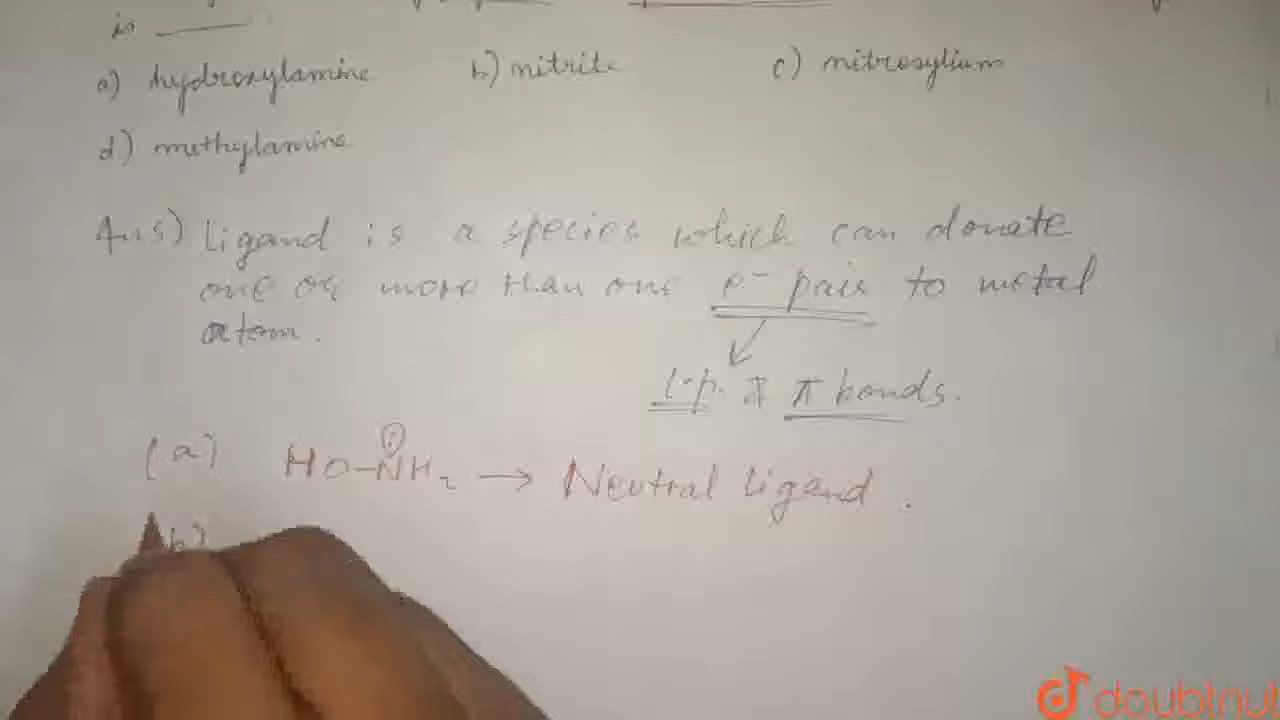 is
a) hydroxylamine b) nitrite c) nitrosylium
d) methylamine
Ans) Ligand is a species which can donate
one or more than one e⁻ pair to metal
atom.
l.p. π bonds.
(a) HO-N̈H₂ → Neutral ligand.
b)
doubtnut